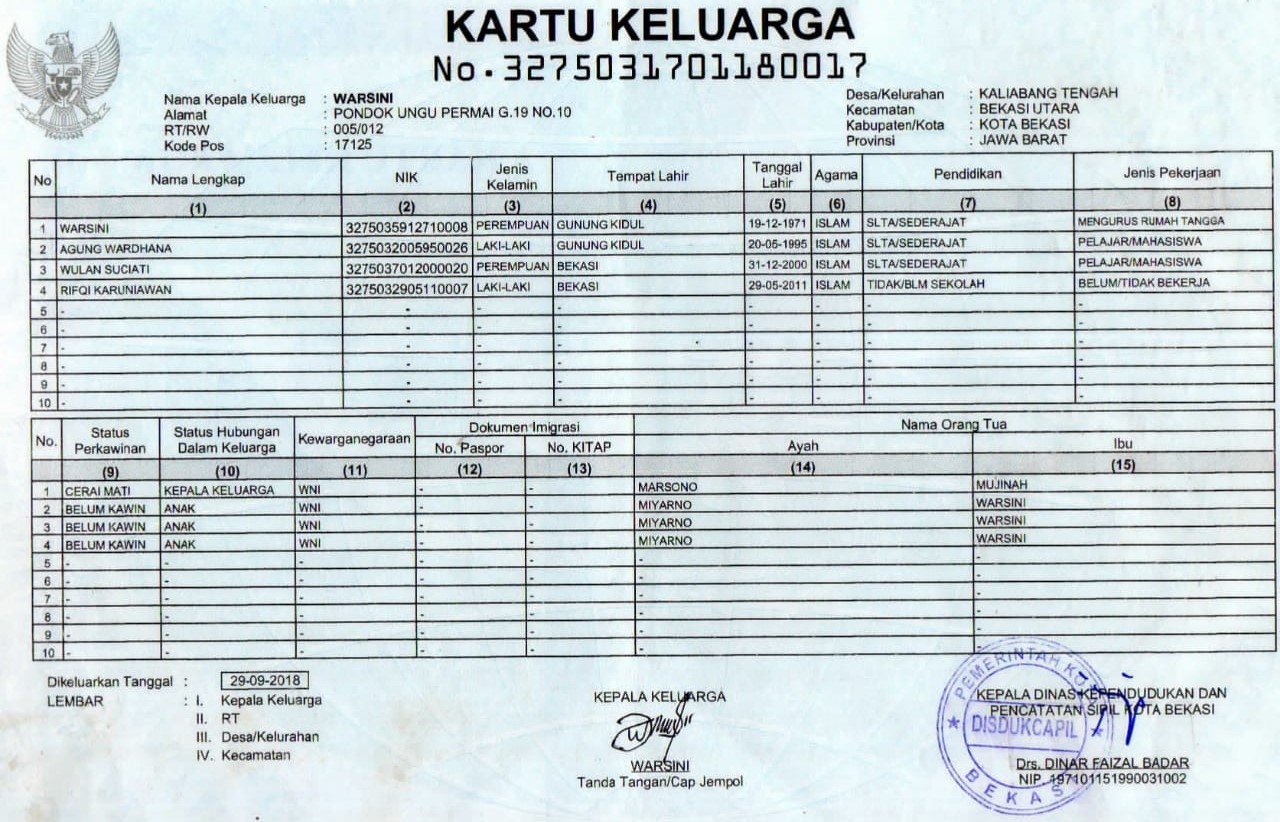 KARTU KELUARGA
No. 3275031701180017
Nama Kepala Keluarga : WARSINI
Alamat : PONDOK UNGU PERMAI G.19 NO.10
RT/RW : 005/012
Kode Pos : 17125
Desa/Kelurahan : KALIABANG TENGAH
Kecamatan : BEKASI UTARA
Kabupaten/Kota : KOTA BEKASI
Provinsi : JAWA BARAT
No Nama Lengkap NIK Jenis Kelamin Tempat Lahir Tanggal Lahir Agama Pendidikan Jenis Pekerjaan
(1) (2) (3) (4) (5) (6) (7) (8)
1 WARSINI 3275035912710008 PEREMPUAN GUNUNG KIDUL 19-12-1971 ISLAM SLTA/SEDERAJAT MENGURUS RUMAH TANGGA
2 AGUNG WARDHANA 3275032005950026 LAKI-LAKI GUNUNG KIDUL 20-05-1995 ISLAM SLTA/SEDERAJAT PELAJAR/MAHASISWA
3 WULAN SUCIATI 3275037012000020 PEREMPUAN BEKASI 31-12-2000 ISLAM SLTA/SEDERAJAT PELAJAR/MAHASISWA
4 RIFQI KARUNIAWAN 3275032905110007 LAKI-LAKI BEKASI 29-05-2011 ISLAM TIDAK/BLM SEKOLAH BELUM/TIDAK BEKERJA
5 - - - - - - - -
6 - - - - - - - -
7 - - - - - - - -
8 - - - - - - - -
9 - - - - - - - -
10 - - - - - - - -
No. Status Perkawinan Status Hubungan Dalam Keluarga Kewarganegaraan Dokumen Imigrasi Nama Orang Tua
No. Paspor No. KITAP Ayah Ibu
(9) (10) (11) (12) (13) (14) (15)
1 CERAI MATI KEPALA KELUARGA WNI - - MARSONO MUJINAH
2 BELUM KAWIN ANAK WNI - - MIYARNO WARSINI
3 BELUM KAWIN ANAK WNI - - MIYARNO WARSINI
4 BELUM KAWIN ANAK WNI - - MIYARNO WARSINI
5 - - - - - - -
6 - - - - - - -
7 - - - - - - -
8 - - - - - - -
9 - - - - - - -
10 - - - - - - -
Dikeluarkan Tanggal : 29-09-2018
LEMBAR : I. Kepala Keluarga
II. RT
III. Desa/Kelurahan
IV. Kecamatan
KEPALA KELUARGA
WARSINI
Tanda Tangan/Cap Jempol
KEPALA DINAS KEPENDUDUKAN DAN
PENCATATAN SIPIL KOTA BEKASI
Drs. DINAR FAIZAL BADAR
NIP. 197101151990031002
PEMERINTAH KOTA
DISDUKCAPIL
BEKASI